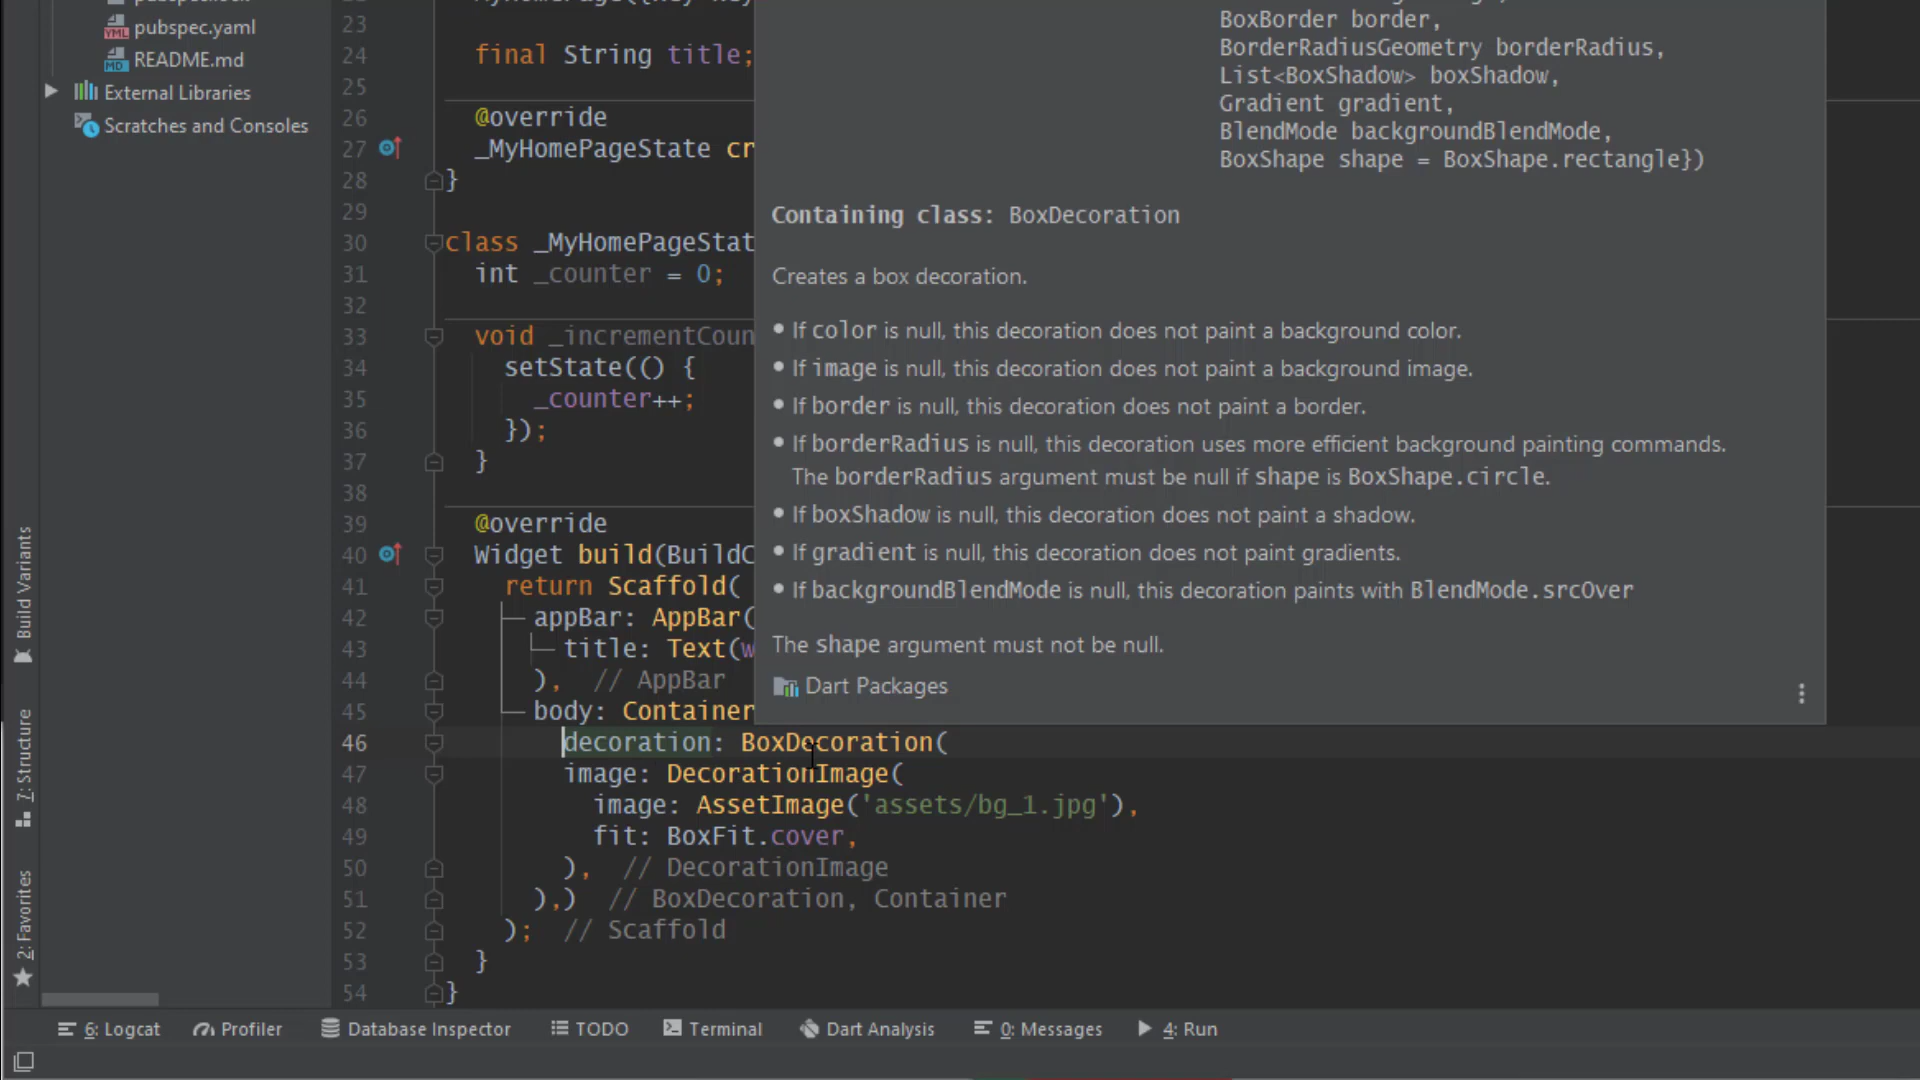 pubspec.yaml
README.md
External Libraries
Scratches and Consoles
Build Variants
7: Structure
2: Favorites
23
24 final String title;
25
26 @override
27 _MyHomePageState cr
28 }
29
30 class _MyHomePageStat
31 int _counter = 0;
32
33 void _incrementCoun
34 setState(() {
35 _counter++;
36 });
37 }
38
39 @override
40 Widget build(BuildC
41 return Scaffold(
42 appBar: AppBar(
43 title: Text(w
44 ), // AppBar
45 body: Container
46 decoration: BoxDecoration(
47 image: DecorationImage(
48 image: AssetImage('assets/bg_1.jpg'),
49 fit: BoxFit.cover,
50 ), // DecorationImage
51 ),) // BoxDecoration, Container
52 ); // Scaffold
53 }
54 }
BoxBorder border,
BorderRadiusGeometry borderRadius,
List<BoxShadow> boxShadow,
Gradient gradient,
BlendMode backgroundBlendMode,
BoxShape shape = BoxShape.rectangle})
Containing class: BoxDecoration
Creates a box decoration.
• If color is null, this decoration does not paint a background color.
• If image is null, this decoration does not paint a background image.
• If border is null, this decoration does not paint a border.
• If borderRadius is null, this decoration uses more efficient background painting commands.
The borderRadius argument must be null if shape is BoxShape.circle.
• If boxShadow is null, this decoration does not paint a shadow.
• If gradient is null, this decoration does not paint gradients.
• If backgroundBlendMode is null, this decoration paints with BlendMode.srcOver
The shape argument must not be null.
Dart Packages
6: Logcat Profiler Database Inspector TODO Terminal Dart Analysis 0: Messages 4: Run